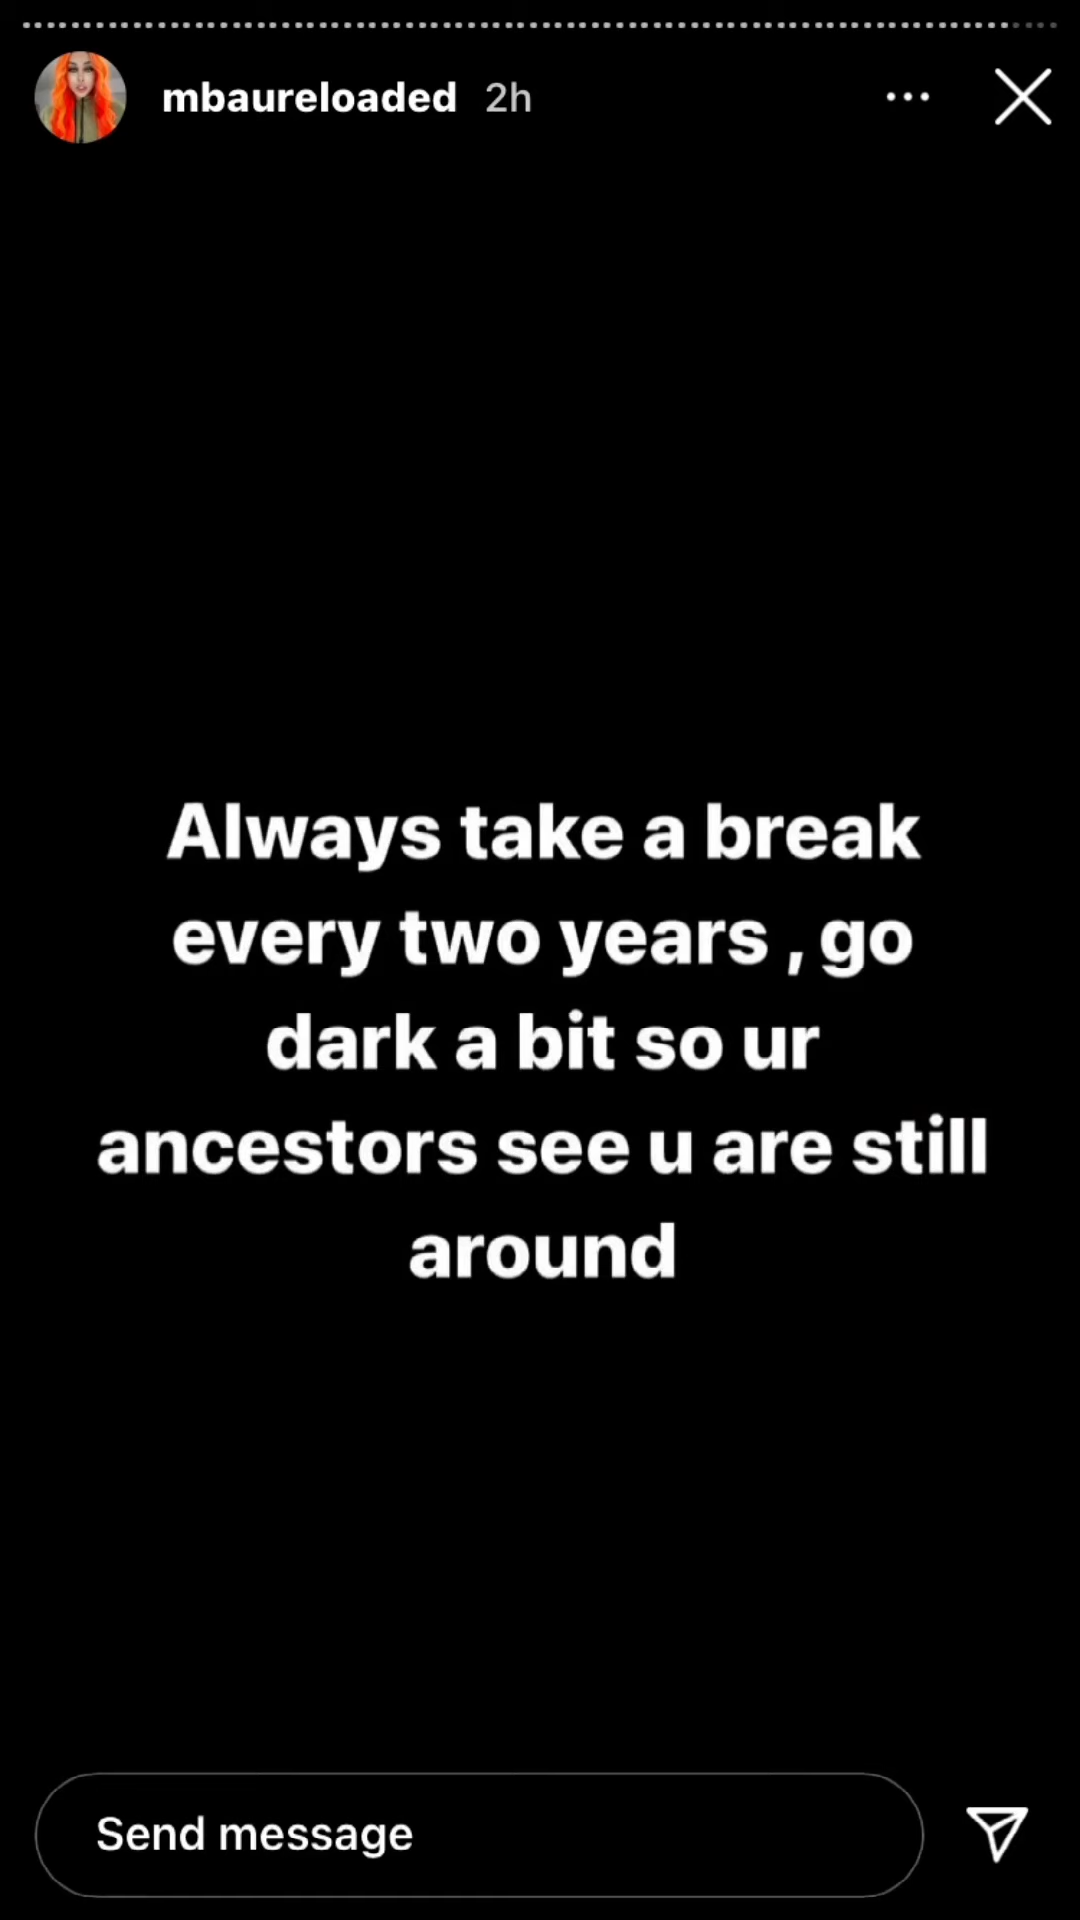 mbaureloaded 2h
Always take a break
every two years , go
dark a bit so ur
ancestors see u are still
around
Send message